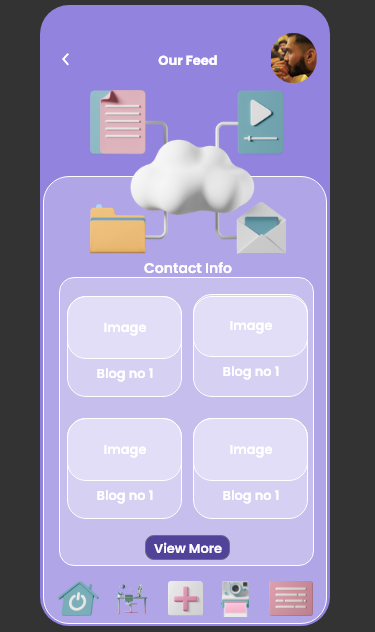 Our Feed
Contact Info
Image
Image
Blog no 1
Blog no 1
Image
Image
Blog no 1
Blog no 1
View More